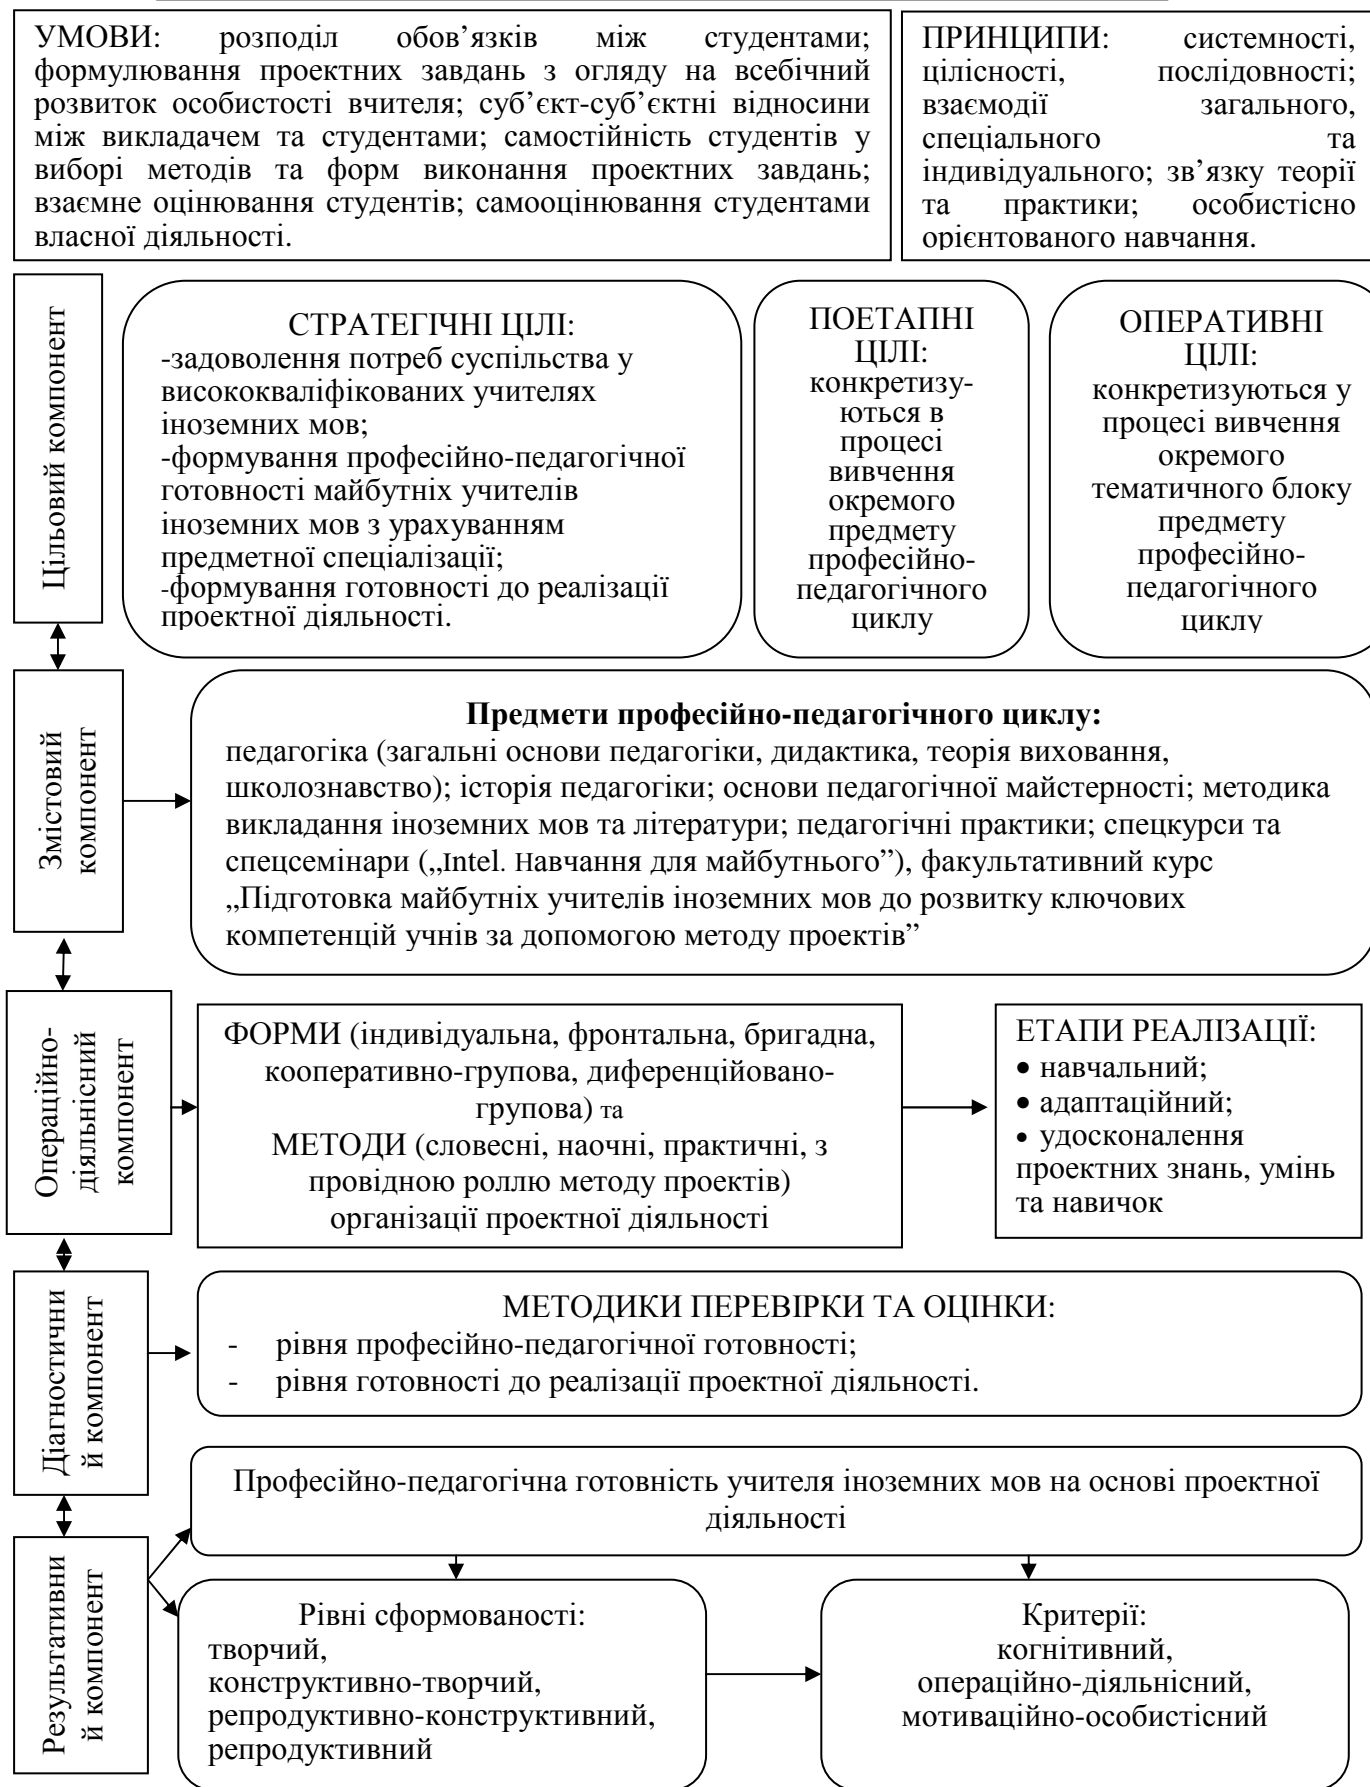 УМОВИ: розподіл обов’язків між студентами;
формулювання проектних завдань з огляду на всебічний
розвиток особистості вчителя; суб’єкт-суб’єктні відносини
між викладачем та студентами; самостійність студентів у
виборі методів та форм виконання проектних завдань;
взаємне оцінювання студентів; самооцінювання студентами
власної діяльності.
ПРИНЦИПИ: системності,
цілісності, послідовності;
взаємодії загального,
спеціального та
індивідуального; зв’язку теорії
та практики; особистісно
орієнтованого навчання.
Цільовий компонент
СТРАТЕГІЧНІ ЦІЛІ:
-задоволення потреб суспільства у
висококваліфікованих учителях
іноземних мов;
-формування професійно-педагогічної
готовності майбутніх учителів
іноземних мов з урахуванням
предметної спеціалізації;
-формування готовності до реалізації
проектної діяльності.
ПОЕТАПНІ
ЦІЛІ:
конкретизу-
ються в
процесі
вивчення
окремого
предмету
професійно-
педагогічного
циклу
ОПЕРАТИВНІ
ЦІЛІ:
конкретизуються у
процесі вивчення
окремого
тематичного блоку
предмету
професійно-
педагогічного
циклу
Змістовий
компонент
Предмети професійно-педагогічного циклу:
педагогіка (загальні основи педагогіки, дидактика, теорія виховання,
школознавство); історія педагогіки; основи педагогічної майстерності; методика
викладання іноземних мов та літератури; педагогічні практики; спецкурси та
спецсемінари („Intel. Навчання для майбутнього”), факультативний курс
„Підготовка майбутніх учителів іноземних мов до розвитку ключових
компетенцій учнів за допомогою методу проектів”
Операційно-
діяльнісний
компонент
ФОРМИ (індивідуальна, фронтальна, бригадна,
кооперативно-групова, диференційовано-
групова) та
МЕТОДИ (словесні, наочні, практичні, з
провідною роллю методу проектів)
організації проектної діяльності
ЕТАПИ РЕАЛІЗАЦІЇ:
• навчальний;
• адаптаційний;
• удосконалення
проектних знань, умінь
та навичок
Діагностични
й компонент
МЕТОДИКИ ПЕРЕВІРКИ ТА ОЦІНКИ:
- рівня професійно-педагогічної готовності;
- рівня готовності до реалізації проектної діяльності.
Результативни
й компонент
Професійно-педагогічна готовність учителя іноземних мов на основі проектної
діяльності
Рівні сформованості:
творчий,
конструктивно-творчий,
репродуктивно-конструктивний,
репродуктивний
Критерії:
когнітивний,
операційно-діяльнісний,
мотиваційно-особистісний